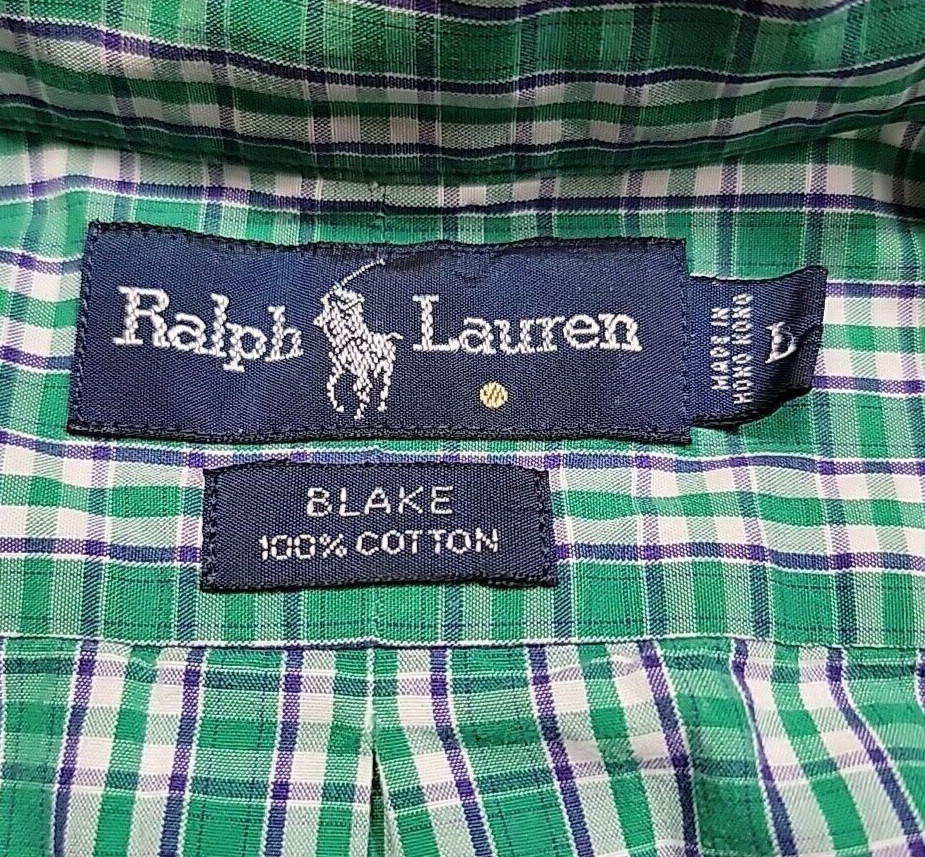 Ralph Lauren
MADE IN
HONG KONG
BLAKE
100% COTTON